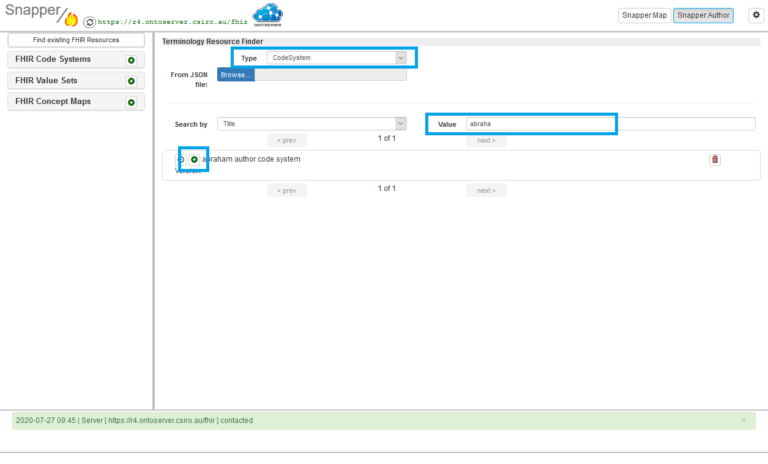 Snapper
https://r4.ontoserver.csiro.au/fhir
ONTOSERVER
Snapper:Map
Snapper:Author
Find existing FHIR Resources
FHIR Code Systems
FHIR Value Sets
FHIR Concept Maps
Terminology Resource Finder
Type CodeSystem
From JSON file: Browse...
Search by Title Value abraha
< prev 1 of 1 next >
abraham author code system
Version:
< prev 1 of 1 next >
2020-07-27 09:45 | Server [ https://r4.ontoserver.csiro.au/fhir ] contacted ×